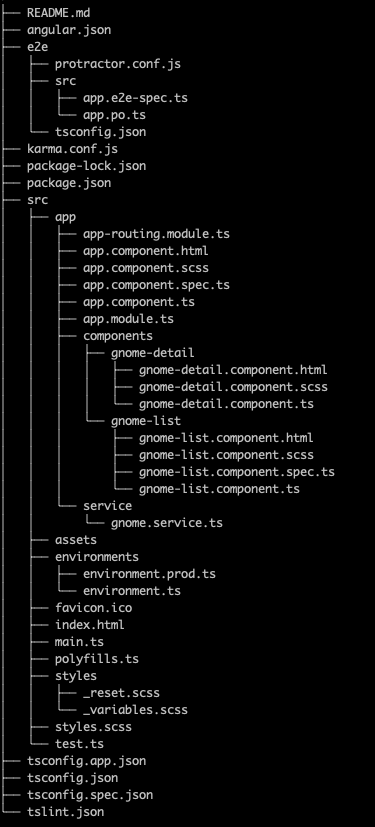 ├── README.md
├── angular.json
├── e2e
│   ├── protractor.conf.js
│   ├── src
│   │   ├── app.e2e-spec.ts
│   │   └── app.po.ts
│   └── tsconfig.json
├── karma.conf.js
├── package-lock.json
├── package.json
├── src
│   ├── app
│   │   ├── app-routing.module.ts
│   │   ├── app.component.html
│   │   ├── app.component.scss
│   │   ├── app.component.spec.ts
│   │   ├── app.component.ts
│   │   ├── app.module.ts
│   │   ├── components
│   │   │   ├── gnome-detail
│   │   │   │   ├── gnome-detail.component.html
│   │   │   │   ├── gnome-detail.component.scss
│   │   │   │   └── gnome-detail.component.ts
│   │   │   └── gnome-list
│   │   │       ├── gnome-list.component.html
│   │   │       ├── gnome-list.component.scss
│   │   │       ├── gnome-list.component.spec.ts
│   │   │       └── gnome-list.component.ts
│   │   └── service
│   │       └── gnome.service.ts
│   ├── assets
│   ├── environments
│   │   ├── environment.prod.ts
│   │   └── environment.ts
│   ├── favicon.ico
│   ├── index.html
│   ├── main.ts
│   ├── polyfills.ts
│   ├── styles
│   │   ├── _reset.scss
│   │   └── _variables.scss
│   ├── styles.scss
│   └── test.ts
├── tsconfig.app.json
├── tsconfig.json
├── tsconfig.spec.json
└── tslint.json